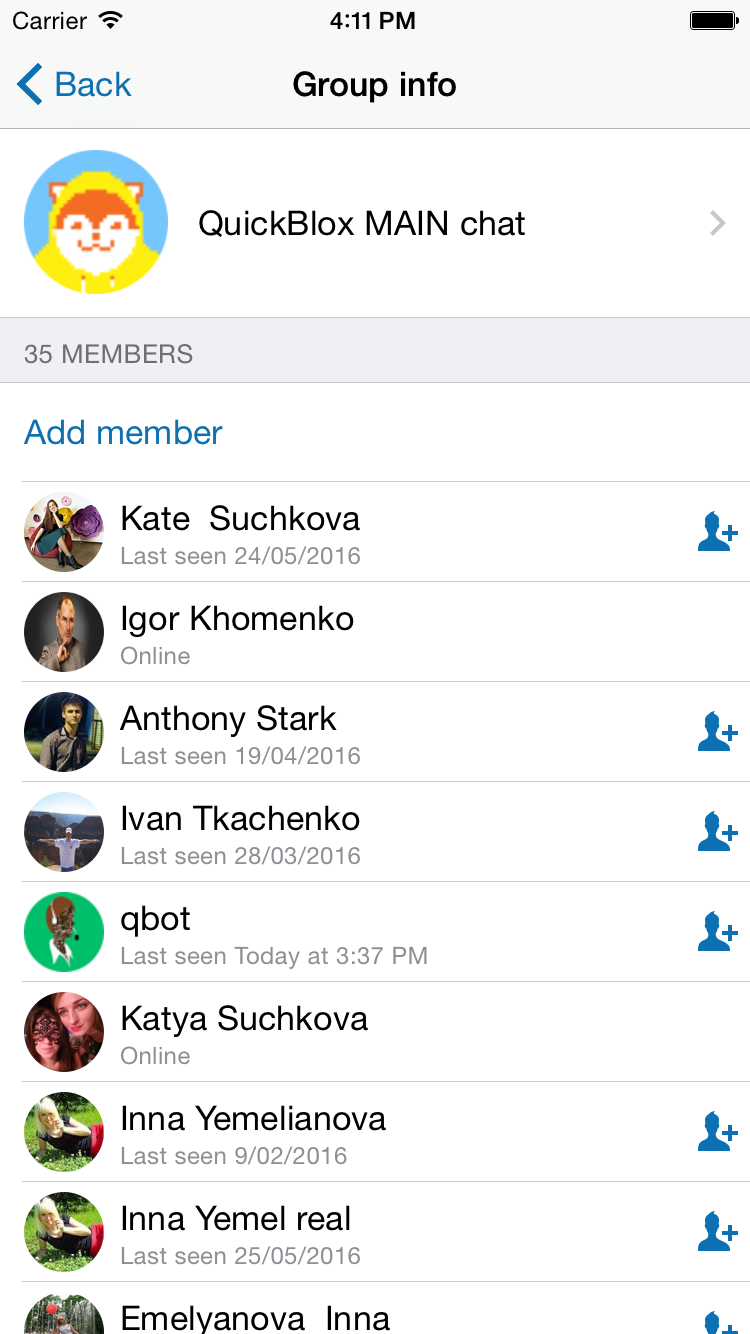 Carrier 4:11 PM
Back Group info
QuickBlox MAIN chat
35 MEMBERS
Add member
Kate  Suchkova
Last seen 24/05/2016
Igor Khomenko
Online
Anthony Stark
Last seen 19/04/2016
Ivan Tkachenko
Last seen 28/03/2016
qbot
Last seen Today at 3:37 PM
Katya Suchkova
Online
Inna Yemelianova
Last seen 9/02/2016
Inna Yemel real
Last seen 25/05/2016
Emelyanova  Inna